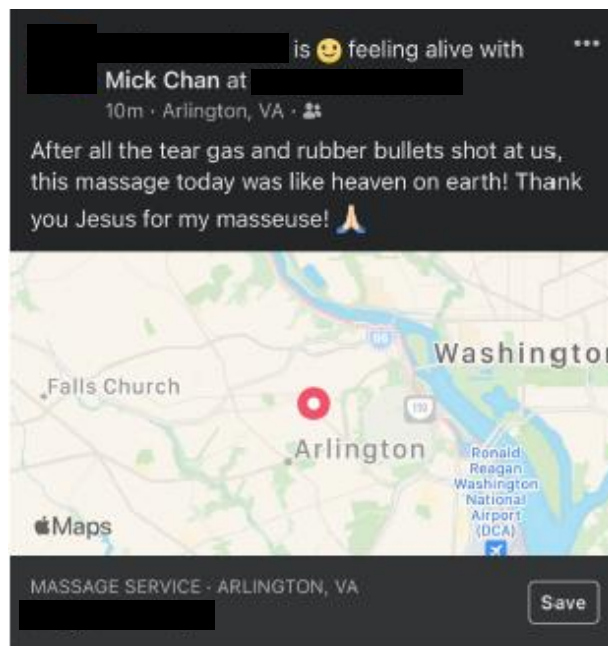 is 🙂 feeling alive with
Mick Chan at
10m · Arlington, VA ·
After all the tear gas and rubber bullets shot at us,
this massage today was like heaven on earth! Thank
you Jesus for my masseuse! 🙏🏻
Washington
Falls Church
Arlington
Ronald
Reagan
Washington
National
Airport
(DCA)
Maps
MASSAGE SERVICE · ARLINGTON, VA
Save